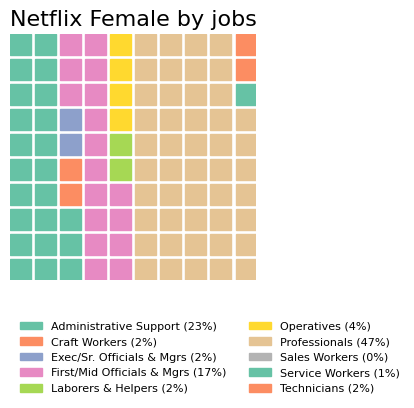 Netflix Female by jobs
Administrative Support (23%)
Craft Workers (2%)
Exec/Sr. Officials & Mgrs (2%)
First/Mid Officials & Mgrs (17%)
Laborers & Helpers (2%)
Operatives (4%)
Professionals (47%)
Sales Workers (0%)
Service Workers (1%)
Technicians (2%)